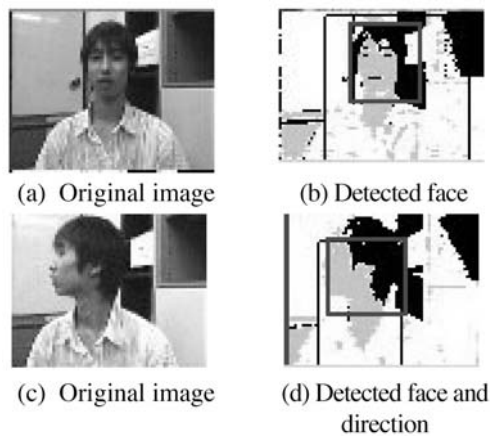 (a) Original image
(b) Detected face
(c) Original image
(d) Detected face and
direction